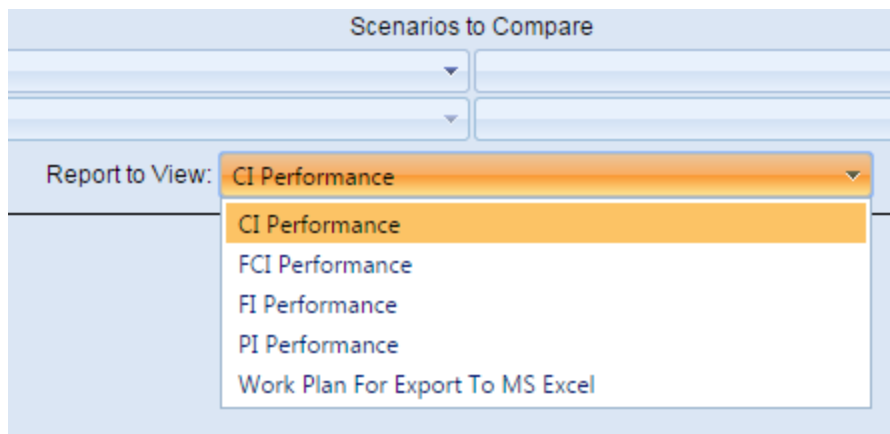 Scenarios to Compare
Report to View: CI Performance
CI Performance
FCI Performance
FI Performance
PI Performance
Work Plan For Export To MS Excel